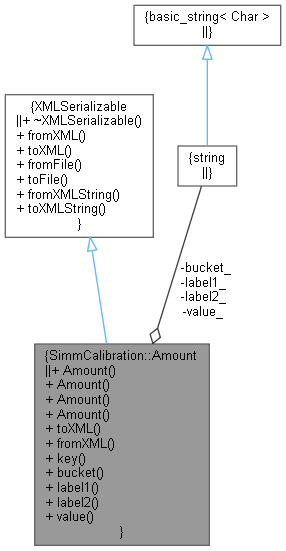 {basic_string< Char >
||}
{XMLSerializable
||+ ~XMLSerializable()
+ fromXML()
+ toXML()
+ fromFile()
+ toFile()
+ fromXMLString()
+ toXMLString()
}
{string
||}
-bucket_
-label1_
-label2_
-value_
{SimmCalibration::Amount
||+ Amount()
+ Amount()
+ Amount()
+ Amount()
+ toXML()
+ fromXML()
+ key()
+ bucket()
+ label1()
+ label2()
+ value()
}